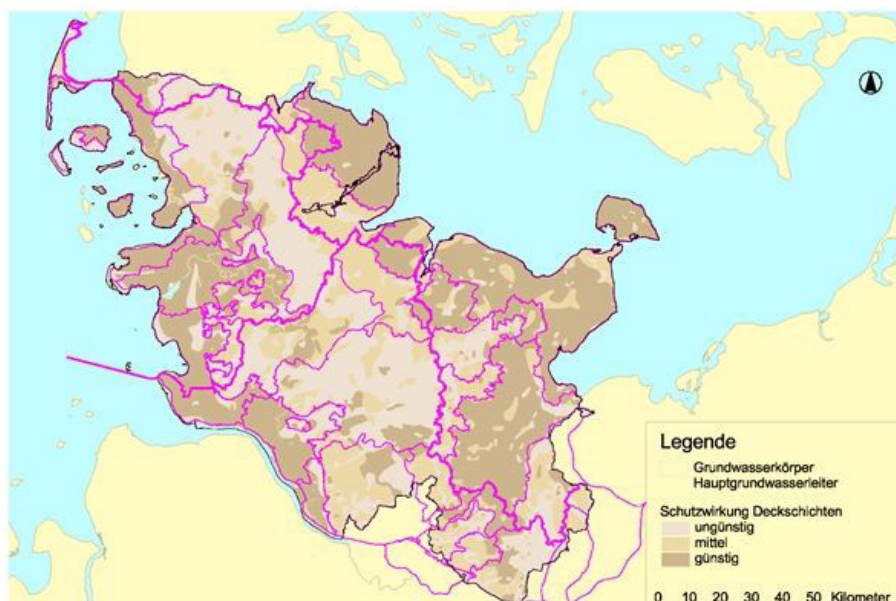 Legende
Grundwasserkörper
Hauptgrundwasserleiter
Schutzwirkung Deckschichten
ungünstig
mittel
günstig
0 10 20 30 40 50 Kilometer